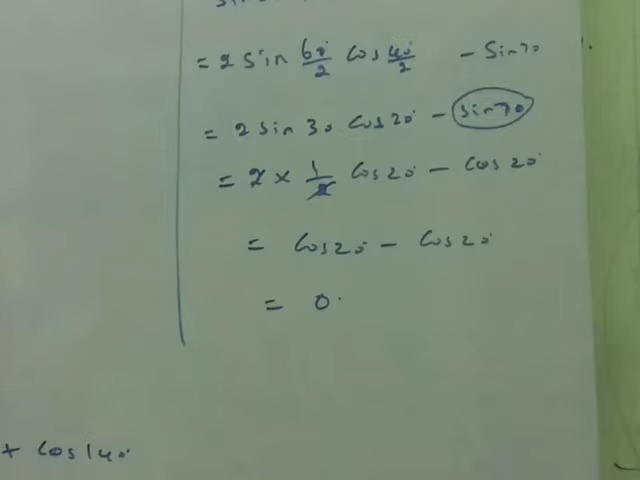 = 2 sin 60°/2 cos 40°/2 - sin 70
= 2 sin 30 cos 20° - sin 70
= 2 × 1/2 cos 20° - cos 20°
= cos 20° - cos 20°
= 0.
+ cos 140°